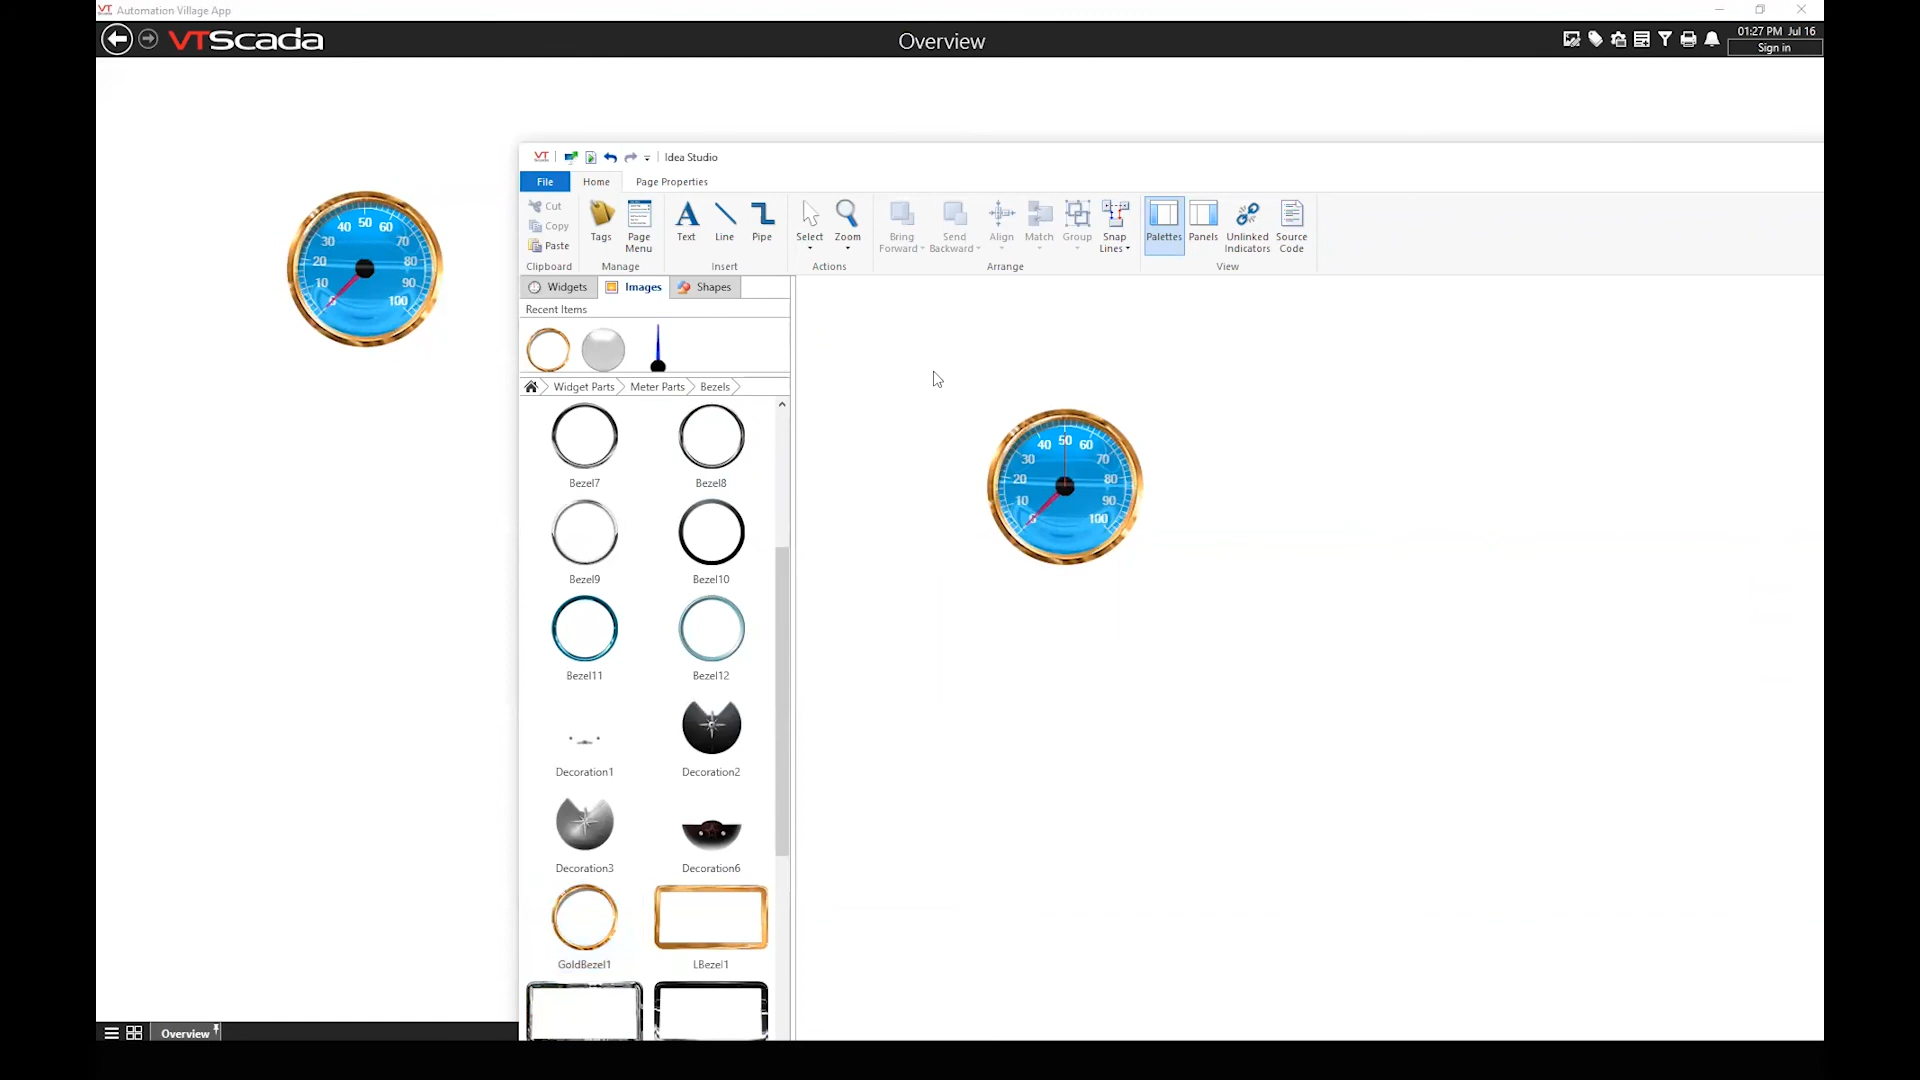 VT Automation Village App
VTScada
Overview
01:27 PM Jul 16
Sign in
VT
Idea Studio
File
Home
Page Properties
Cut
Copy
Paste
Clipboard
Tags
Page Menu
Manage
Text
Line
Pipe
Insert
Select
Zoom
Actions
Bring Forward
Send Backward
Align
Match
Group
Snap Lines
Arrange
Palettes
Panels
Unlinked Indicators
Source Code
View
Widgets
Images
Shapes
Recent Items
Widget Parts
Meter Parts
Bezels
Bezel7
Bezel8
Bezel9
Bezel10
Bezel11
Bezel12
Decoration1
Decoration2
Decoration3
Decoration6
GoldBezel1
LBezel1
10 20 30 40 50 60 70 80 90 100
10 20 30 40 50 60 70 80 90 100
Overview